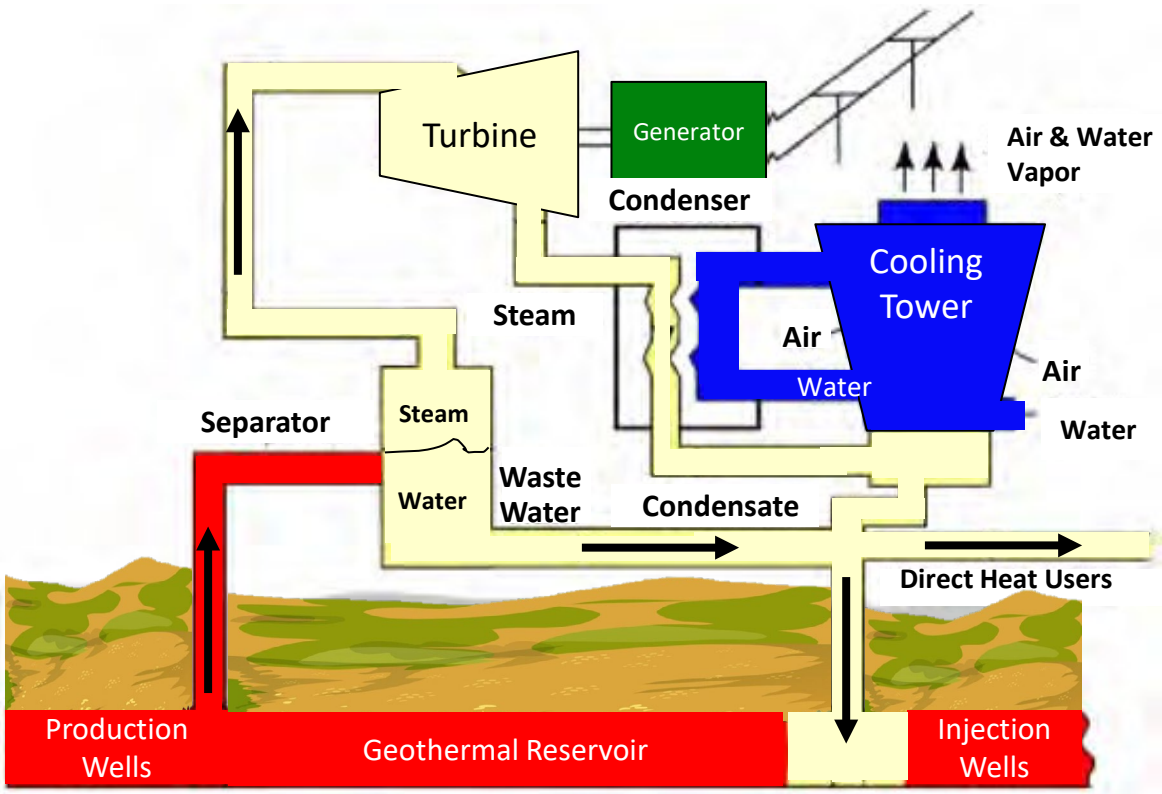 Turbine
Generator
Air & Water
Vapor
Condenser
Cooling
Tower
Steam
Air
Air
Water
Water
Separator
Steam
Water
Waste
Water
Condensate
Direct Heat Users
Production
Wells
Geothermal Reservoir
Injection
Wells